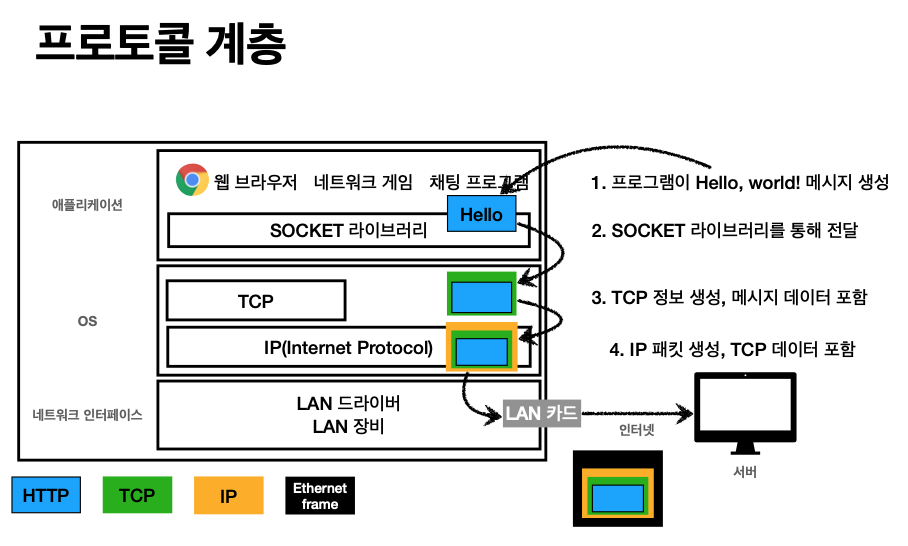 프로토콜 계층
애플리케이션
웹 브라우저 네트워크 게임 채팅 프로그램
Hello
SOCKET 라이브러리
OS
TCP
IP(Internet Protocol)
네트워크 인터페이스
LAN 드라이버
LAN 장비
LAN 카드
1. 프로그램이 Hello, world! 메시지 생성
2. SOCKET 라이브러리를 통해 전달
3. TCP 정보 생성, 메시지 데이터 포함
4. IP 패킷 생성, TCP 데이터 포함
인터넷
서버
HTTP
TCP
IP
Ethernet
frame